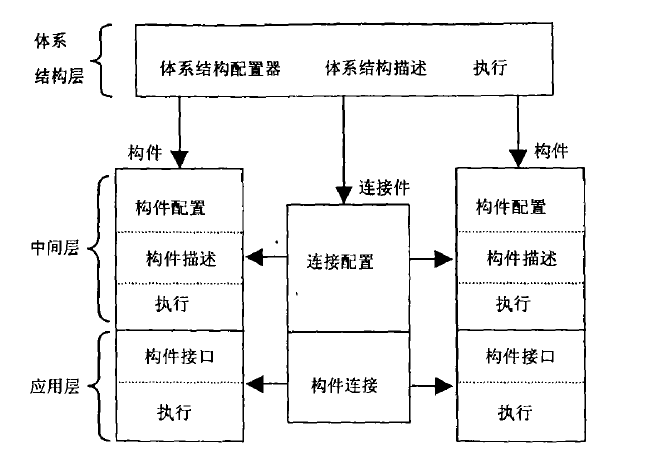 体系
结构层
体系结构配置器 体系结构描述 执行
构件
连接件
构件
中间层
构件配置
构件描述
执行
连接配置
构件配置
构件描述
执行
应用层
构件接口
执行
构件连接
构件接口
执行